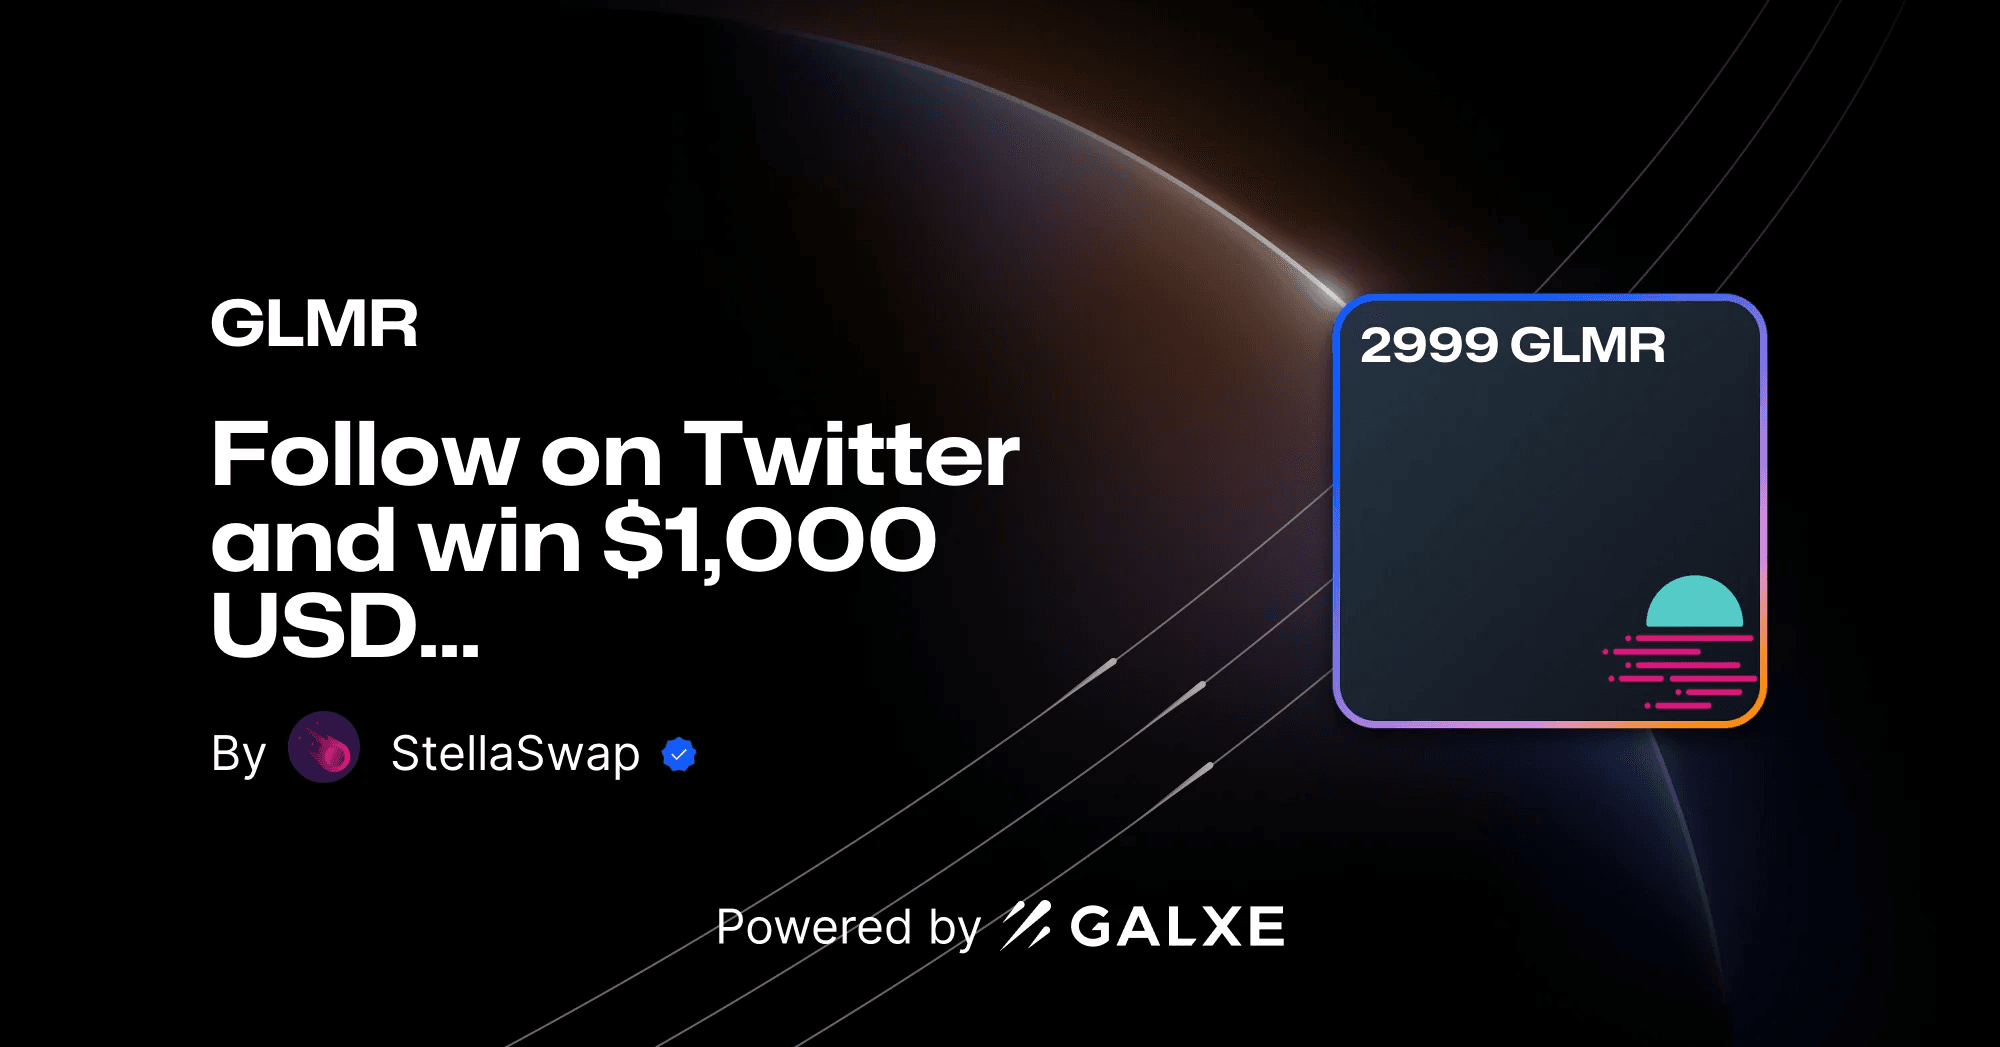 GLMR
Follow on Twitter
and win $1,000
USD...
By StellaSwap
2999 GLMR
Powered by GALXE